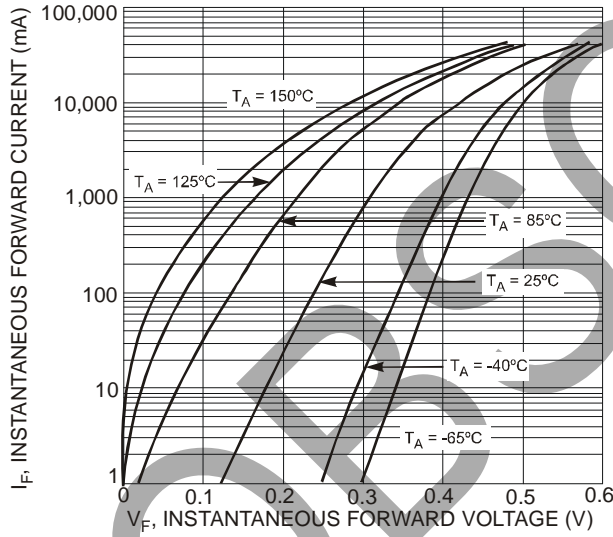 I_F, INSTANTANEOUS FORWARD CURRENT (mA)
100,000
10,000
1,000
100
10
1
T_A = 150ºC
T_A = 125ºC
T_A = 85ºC
T_A = 25ºC
T_A = -40ºC
T_A = -65ºC
0 0.1 0.2 0.3 0.4 0.5 0.6
V_F, INSTANTANEOUS FORWARD VOLTAGE (V)
OBSO